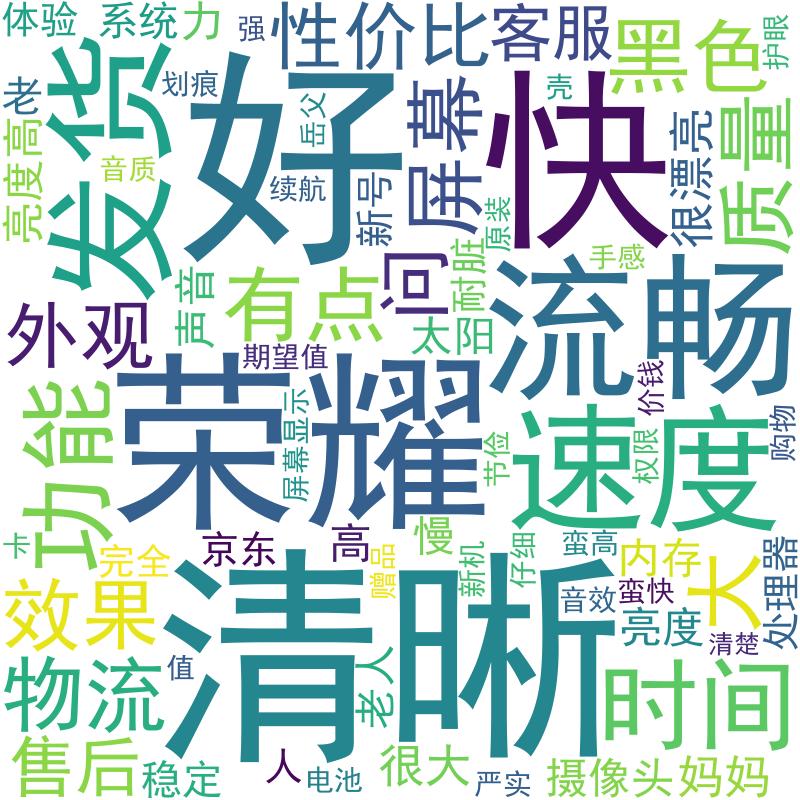 体验
系统
力
强
性价比
客服
黑色
护眼
老
划痕
岳父
壳
发货
好
快
屏幕
很漂亮
质量
亮度高
音质
续航
新号
原装
耐脏
手感
声音
有点
问
太阳
流畅
外观
期望值
价钱
荣耀
屏幕显示
节俭
权限
购物
功能
速度
卡
完全
京东
高
慢
赠品
新机
仔细
蛮高
内存
大
处理器
效果
清晰
音效
蛮快
亮度
清楚
物流
值
老人
时间
售后
稳定
人
电池
很大
严实
摄像头
妈妈